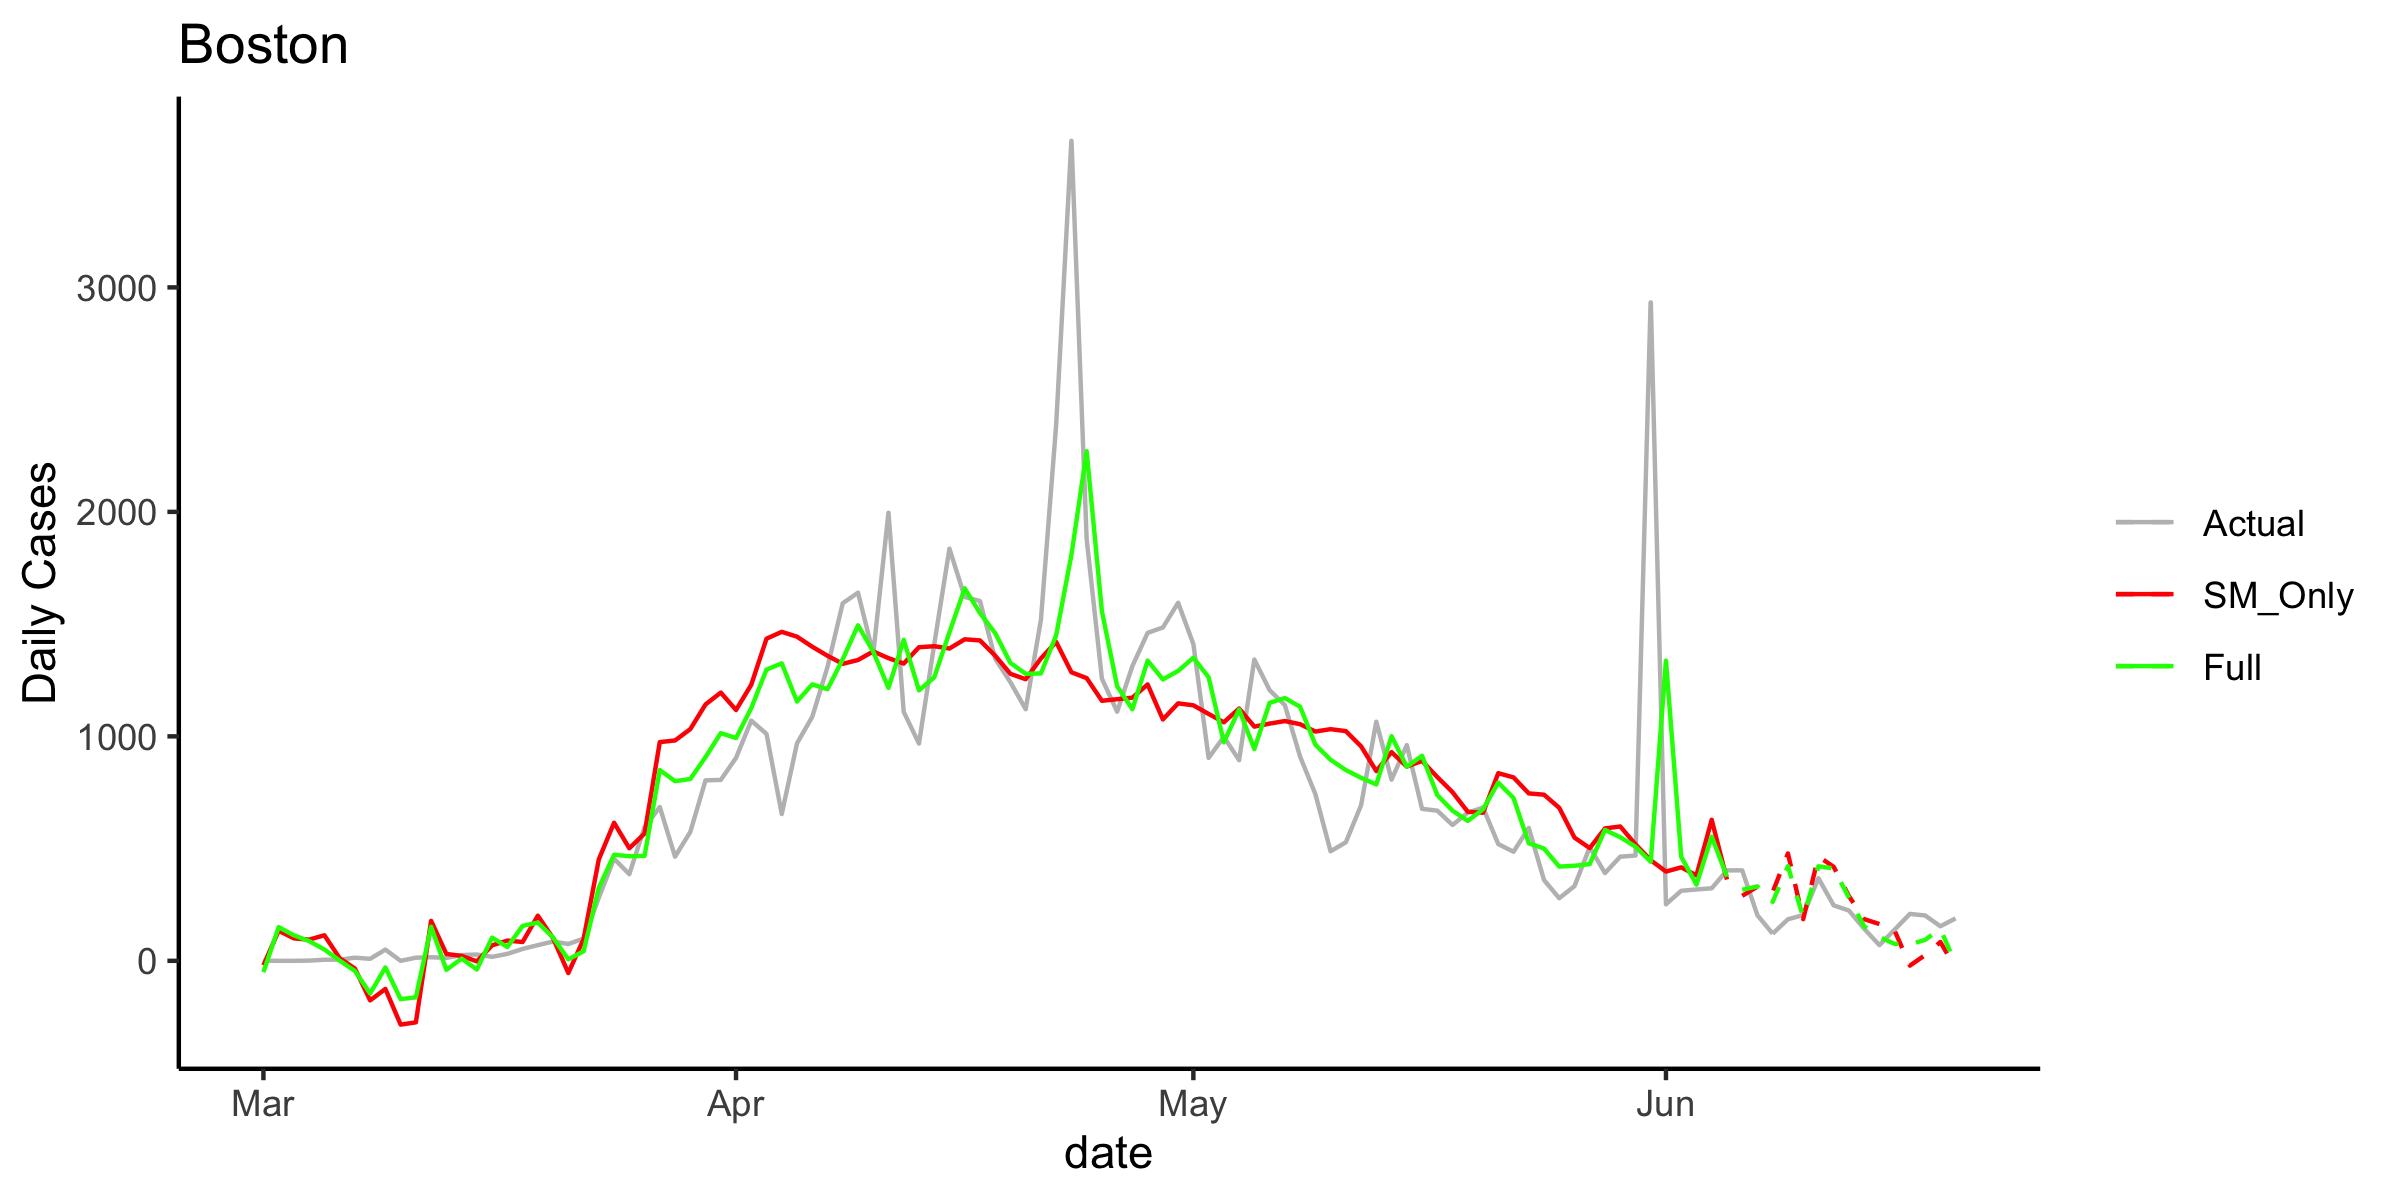 Boston
Daily Cases
3000
2000
1000
0
Mar
Apr
May
Jun
date
Actual
SM_Only
Full